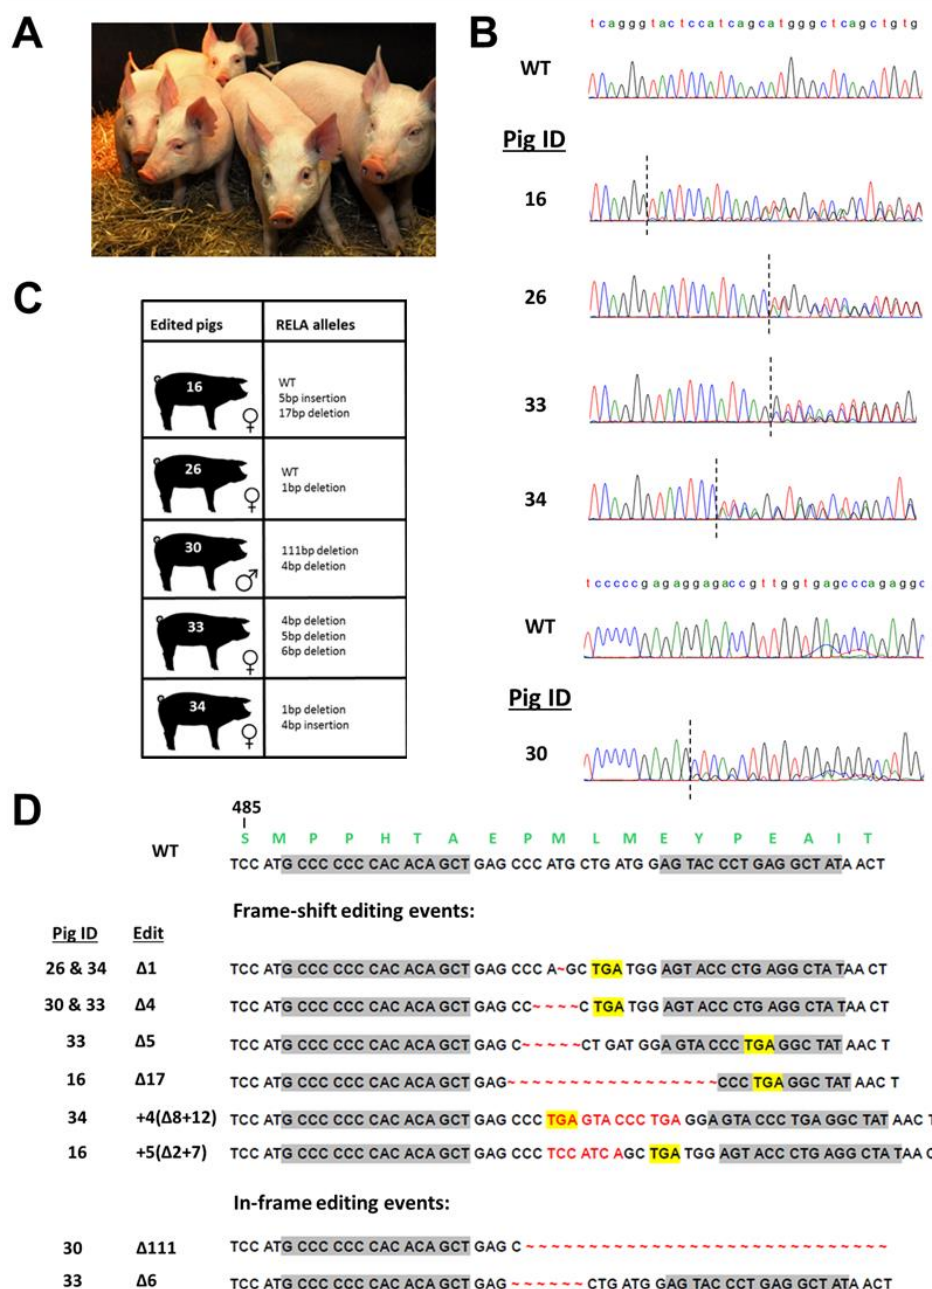 A
B
tcagggtactccatcagcatgggctcagctgtg
WT
Pig ID
16
26
33
34
tcccccgagaggagaccgttggtgagcccagaggc
WT
Pig ID
30
C
Edited pigs RELA alleles
16 WT
5bp insertion
17bp deletion
26 WT
1bp deletion
30 111bp deletion
4bp deletion
33 4bp deletion
5bp deletion
6bp deletion
34 1bp deletion
4bp insertion
D
485
S M P P H T A E P M L M E Y P E A I T
WT TCC ATG CCC CCC CAC ACA GCT GAG CCC ATG CTG ATG GAG TAC CCT GAG GCT ATA ACT
Frame-shift editing events:
Pig ID Edit
26 & 34 Δ1 TCC ATG CCC CCC CAC ACA GCT GAG CCC A~GC TGA TGG AGT ACC CTG AGG CTA TAA CT
30 & 33 Δ4 TCC ATG CCC CCC CAC ACA GCT GAG CC~~~~C TGA TGG AGT ACC CTG AGG CTA TAA CT
33 Δ5 TCC ATG CCC CCC CAC ACA GCT GAG C~~~~~CT GAT GGA GTA CCC TGA GGC TAT AAC T
16 Δ17 TCC ATG CCC CCC CAC ACA GCT GAG~~~~~~~~~~~~~~~~~CCC TGA GGC TAT AAC T
34 +4(Δ8+12) TCC ATG CCC CCC CAC ACA GCT GAG CCC TGA GTA CCC TGA GGA GTA CCC TGA GGC TAT AAC T
16 +5(Δ2+7) TCC ATG CCC CCC CAC ACA GCT GAG CCC TCC ATC AGC TGA TGG AGT ACC CTG AGG CTA TAA C
In-frame editing events:
30 Δ111 TCC ATG CCC CCC CAC ACA GCT GAG C~~~~~~~~~~~~~~~~~~~~~~~~~~~~~
33 Δ6 TCC ATG CCC CCC CAC ACA GCT GAG ~~~~~~ CTG ATG GAG TAC CCT GAG GCT ATA ACT